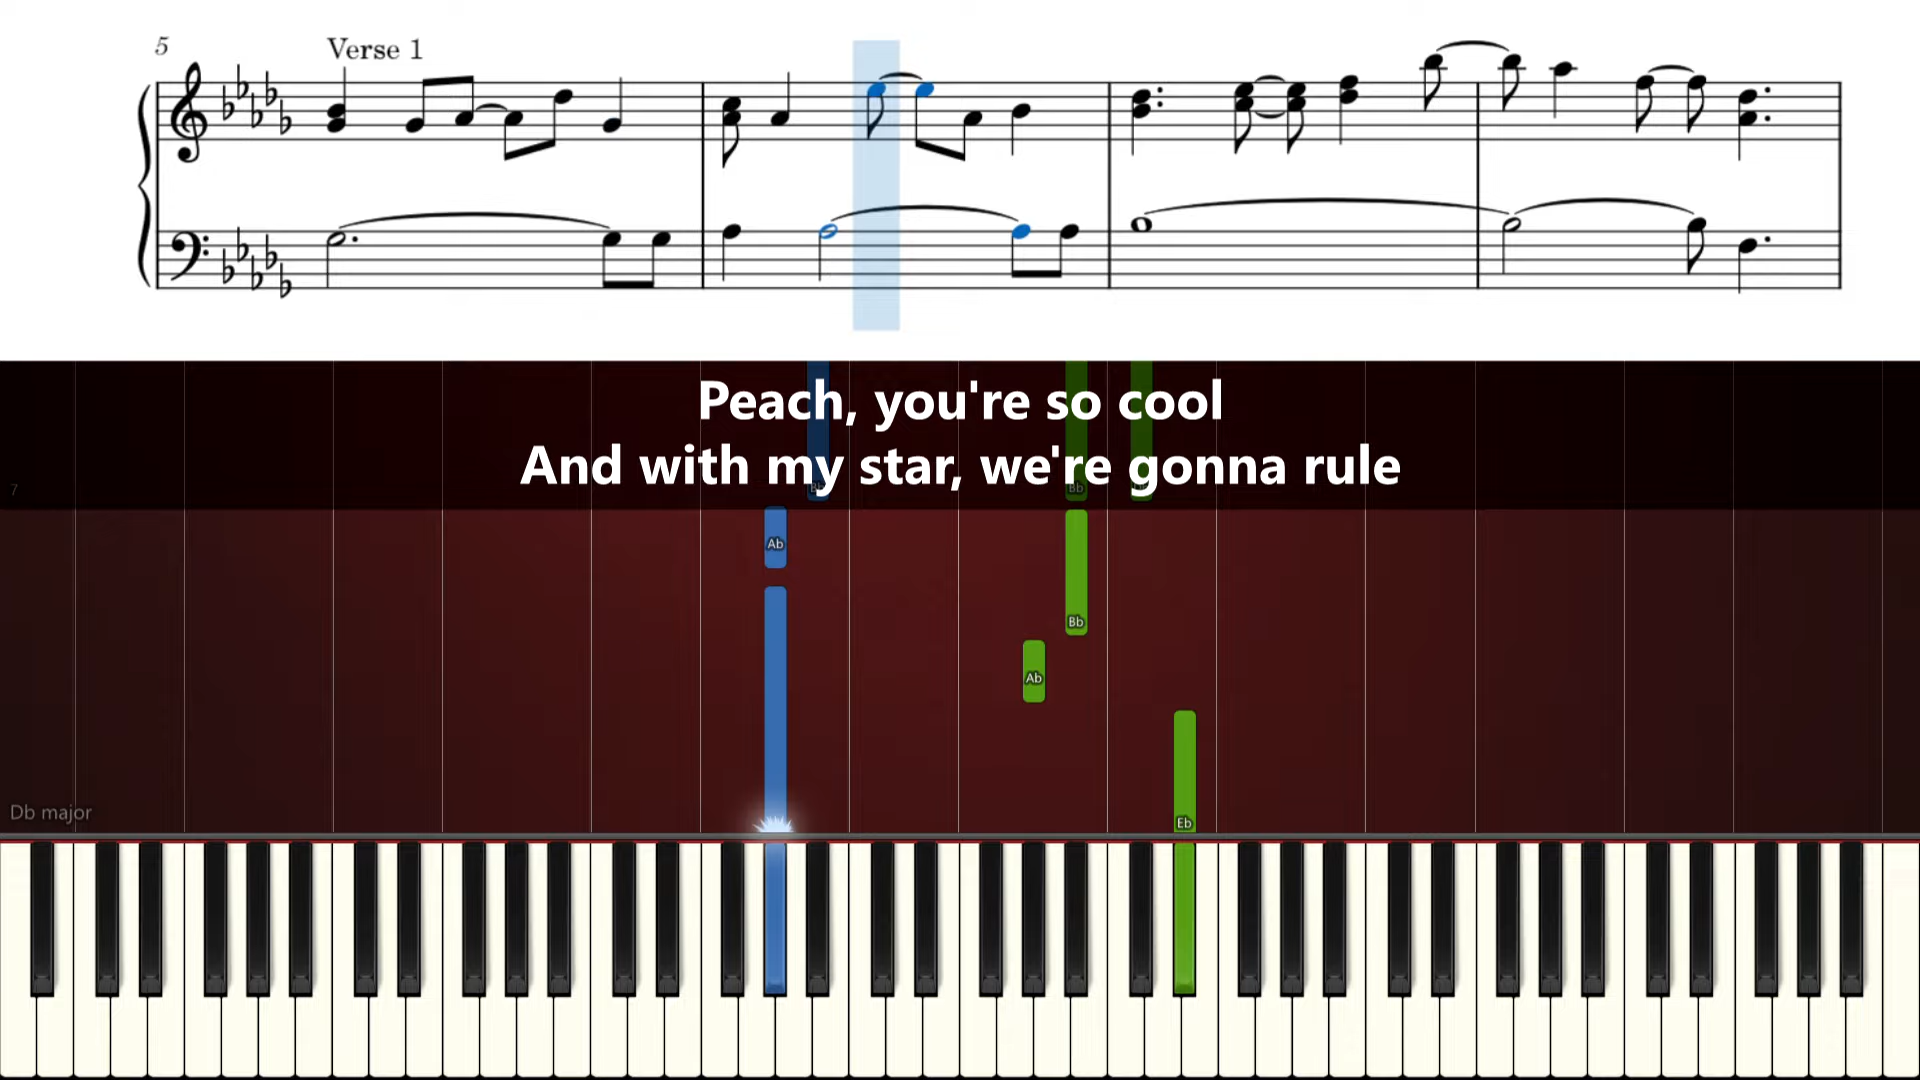 5
Verse 1
Peach, you're so cool
And with my star, we're gonna rule
7
Bb
Bb
Ab
Bb
Ab
Db major
Eb